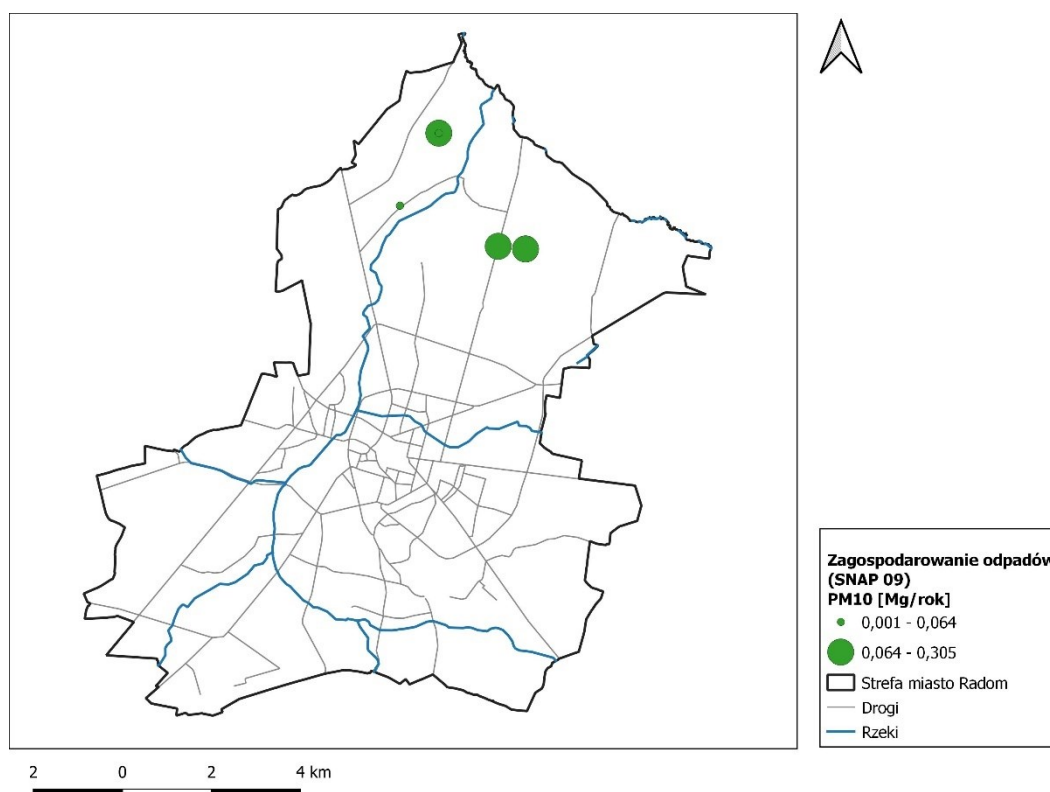 Zagospodarowanie odpadów
(SNAP 09)
PM10 [Mg/rok]
0,001 - 0,064
0,064 - 0,305
Strefa miasto Radom
Drogi
Rzeki
2 0 2 4 km